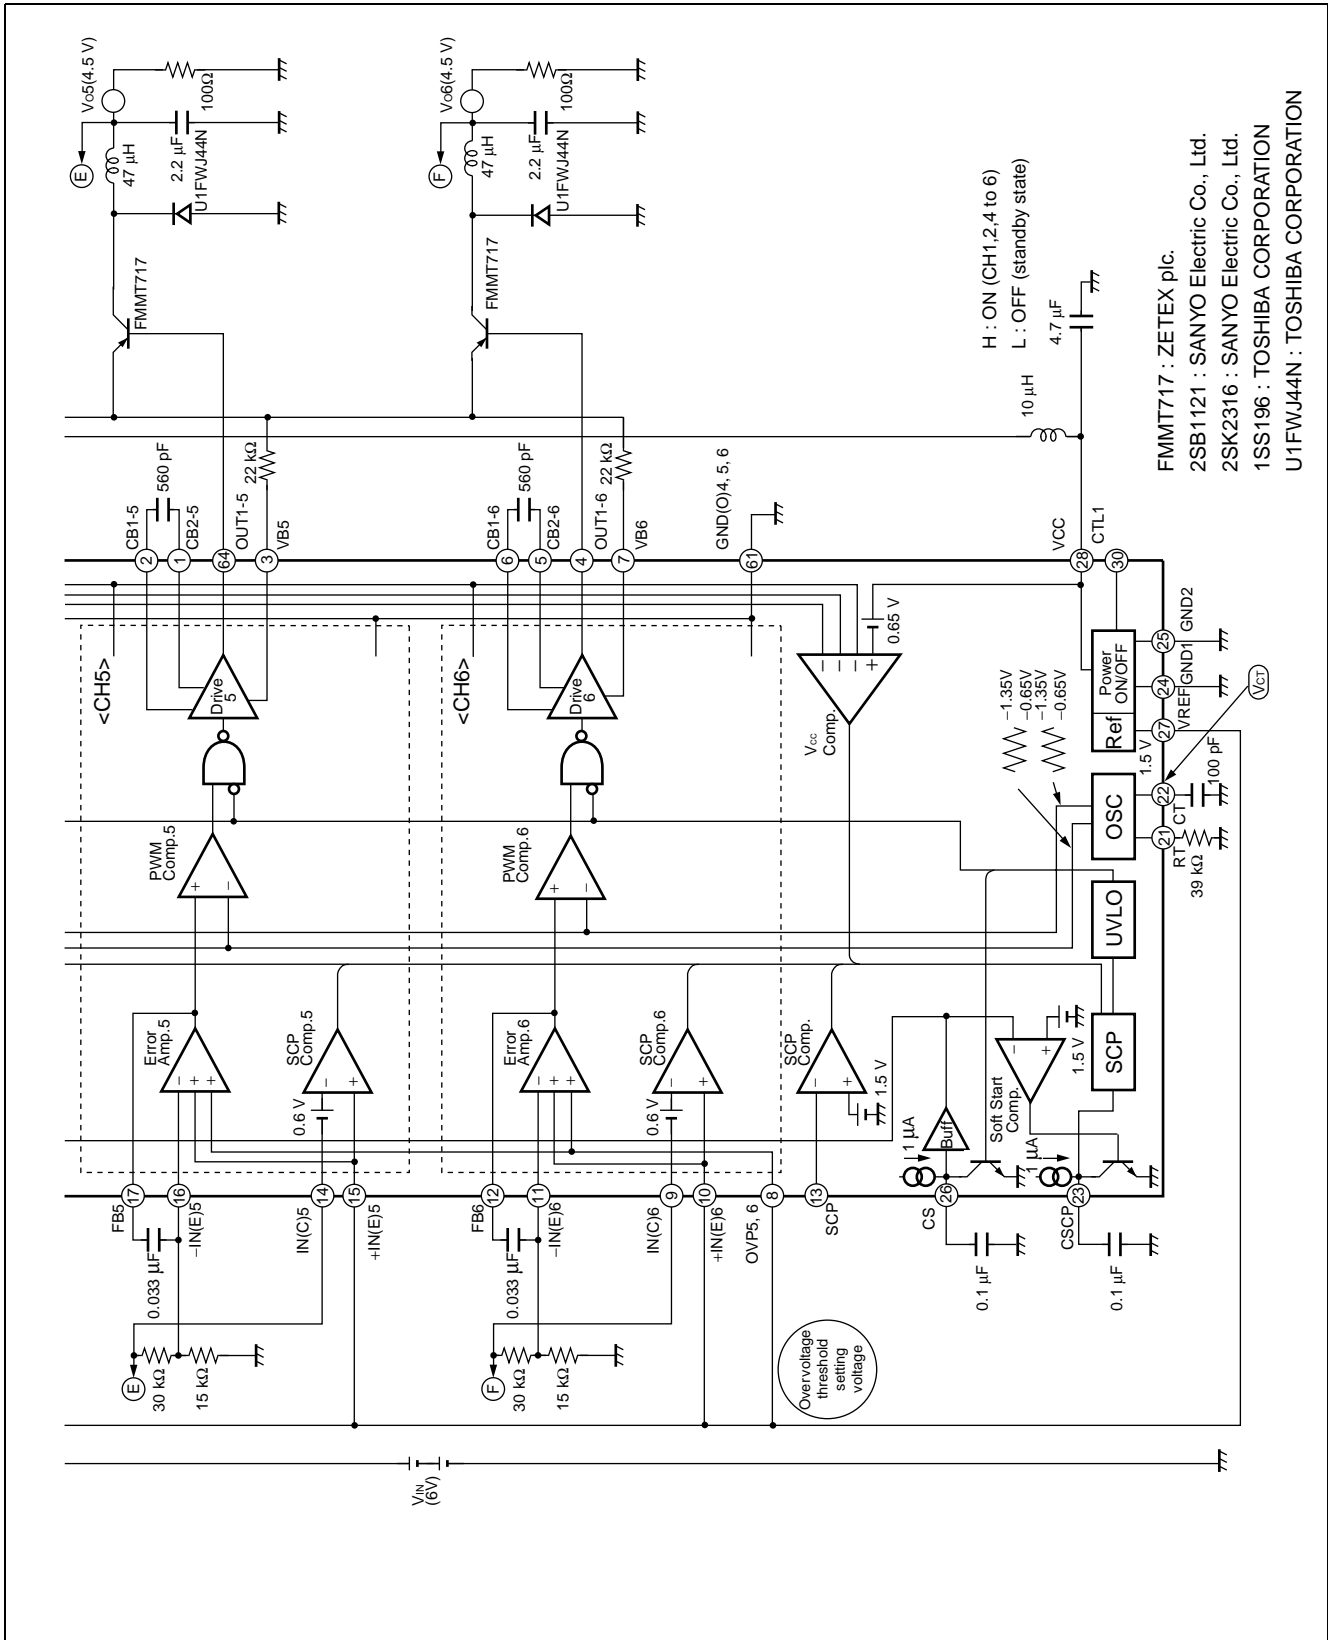 Vo5(4.5 V)
E
47 µH
2.2 µF
U1FWJ44N
100Ω
FMMT717
CB1-5
560 pF
CB2-5
OUT1-5
22 kΩ
VB5
2
1
64
3
<CH5>
Drive
5
PWM
Comp.5
+
−
Error
Amp.5
−
+
+
SCP
Comp.5
−
+
0.6 V
17
16
14
15
FB5
0.033 µF
−IN(E)5
IN(C)5
+IN(E)5
E
30 kΩ
15 kΩ
Vo6(4.5 V)
F
47 µH
2.2 µF
U1FWJ44N
100Ω
FMMT717
CB1-6
560 pF
CB2-6
OUT1-6
22 kΩ
VB6
6
5
4
7
<CH6>
Drive
6
PWM
Comp.6
+
−
Error
Amp.6
−
+
+
SCP
Comp.6
−
+
0.6 V
12
11
9
10
8
FB6
0.033 µF
−IN(E)6
IN(C)6
+IN(E)6
OVP5, 6
F
30 kΩ
15 kΩ
VIN
(6V)
Overvoltage
threshold
setting
voltage
GND(O)4, 5, 6
61
Vcc
Comp.
−
−
−
+
0.65 V
SCP
Comp.
−
+
1.5 V
13
SCP
10 µH
4.7 µF
H : ON (CH1,2,4 to 6)
L : OFF (standby state)
VCC
28
CTL1
30
−1.35V
−0.65V
−1.35V
−0.65V
Buff
1 µA
26
CS
0.1 µF
Soft Start
Comp.
−
+
1.5 V
1 µA
23
CSCP
0.1 µF
SCP
UVLO
OSC
Ref
Power
ON/OFF
1.5 V
21
RT
39 kΩ
22
CT
100 pF
27
VREF
24
GND1
25
GND2
VCT
FMMT717 : ZETEX plc.
2SB1121 : SANYO Electric Co., Ltd.
2SK2316 : SANYO Electric Co., Ltd.
1SS196 : TOSHIBA CORPORATION
U1FWJ44N : TOSHIBA CORPORATION